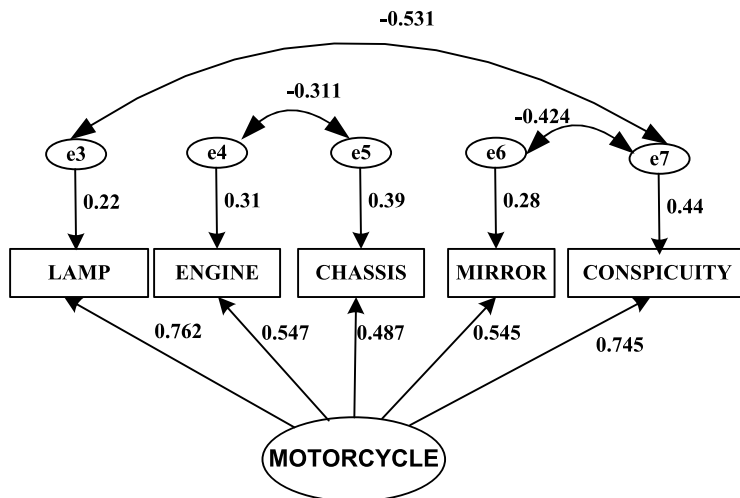 -0.531
-0.311
-0.424
e3
e4
e5
e6
e7
0.22
0.31
0.39
0.28
0.44
LAMP
ENGINE
CHASSIS
MIRROR
CONSPICUITY
0.762
0.547
0.487
0.545
0.745
MOTORCYCLE